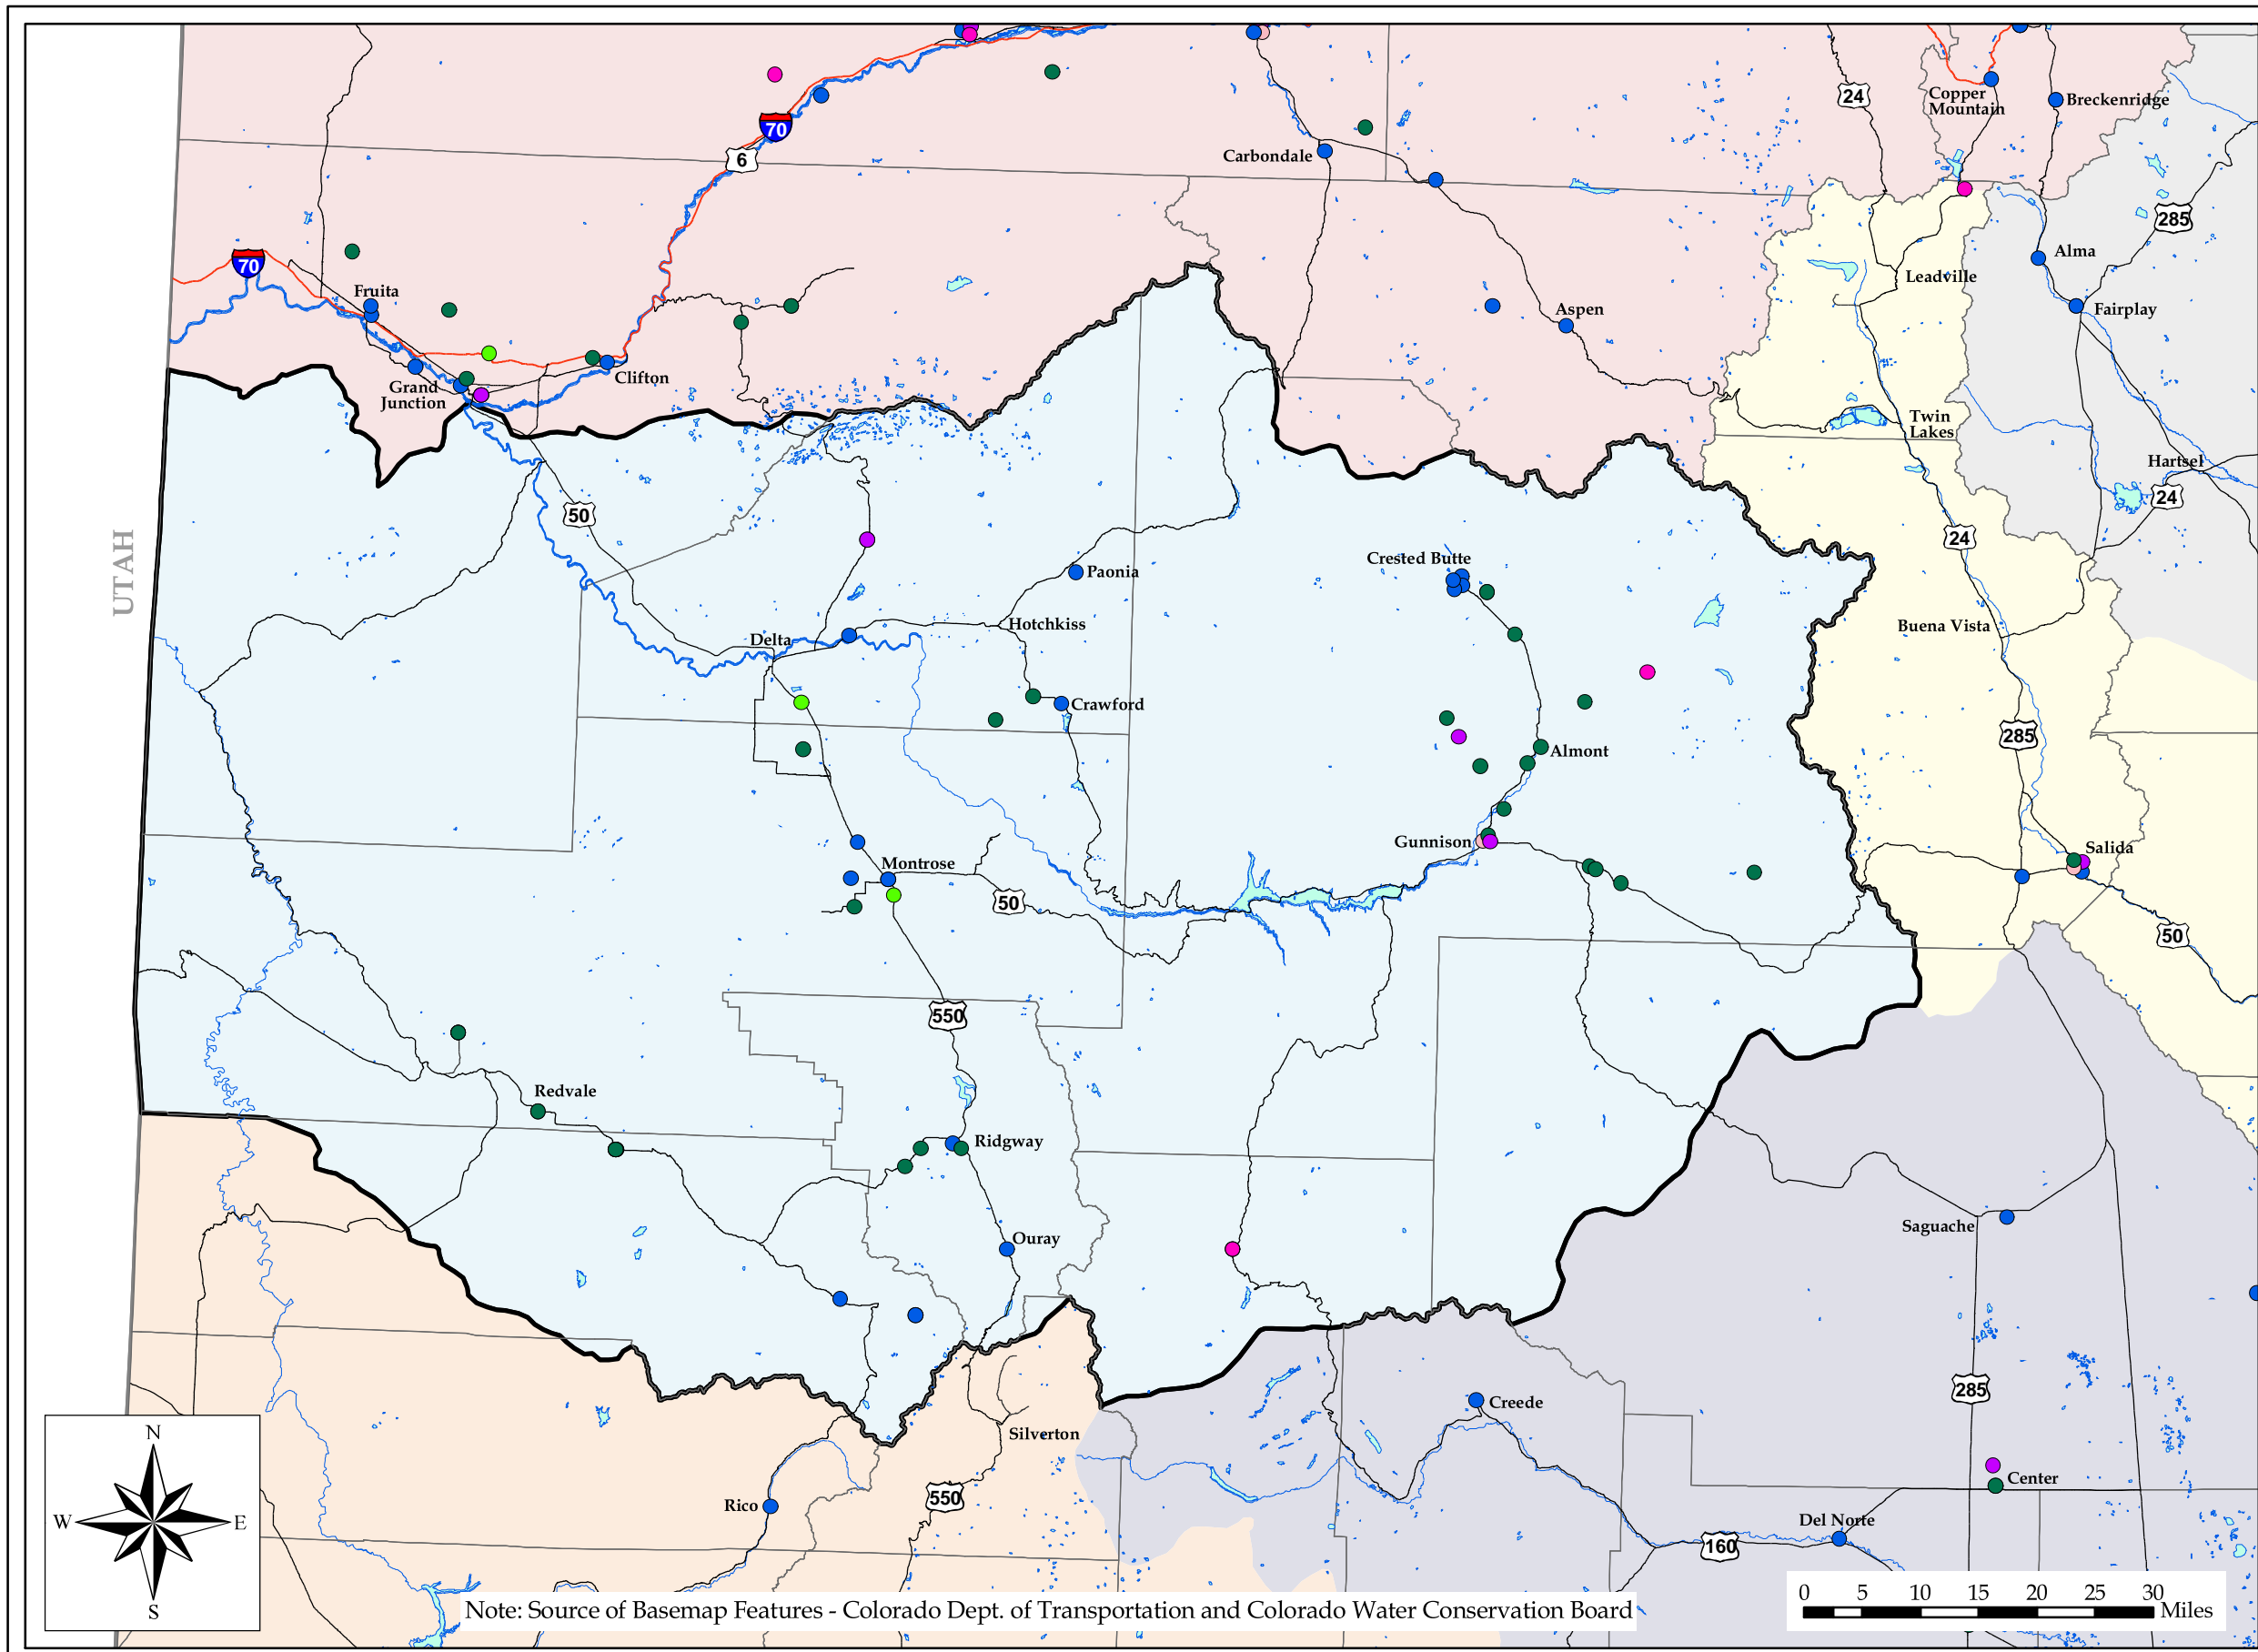 24
Copper
Mountain
Breckenridge
70
6
Carbondale
285
70
Alma
Leadville
Fruita
Aspen
Fairplay
Clifton
Grand
Junction
Twin
Lakes
Hartsel
24
50
UTAH
24
Crested Butte
Paonia
Hotchkiss
Delta
Buena Vista
Crawford
285
Almont
Gunnison
Salida
Montrose
50
50
550
Redvale
Ridgway
Saguache
Ouray
285
Creede
Silverton
N
Center
550
Rico
W
E
Del Norte
160
S
0 5 10 15 20 25 30
Miles
Note: Source of Basemap Features - Colorado Dept. of Transportation and Colorado Water Conservation Board